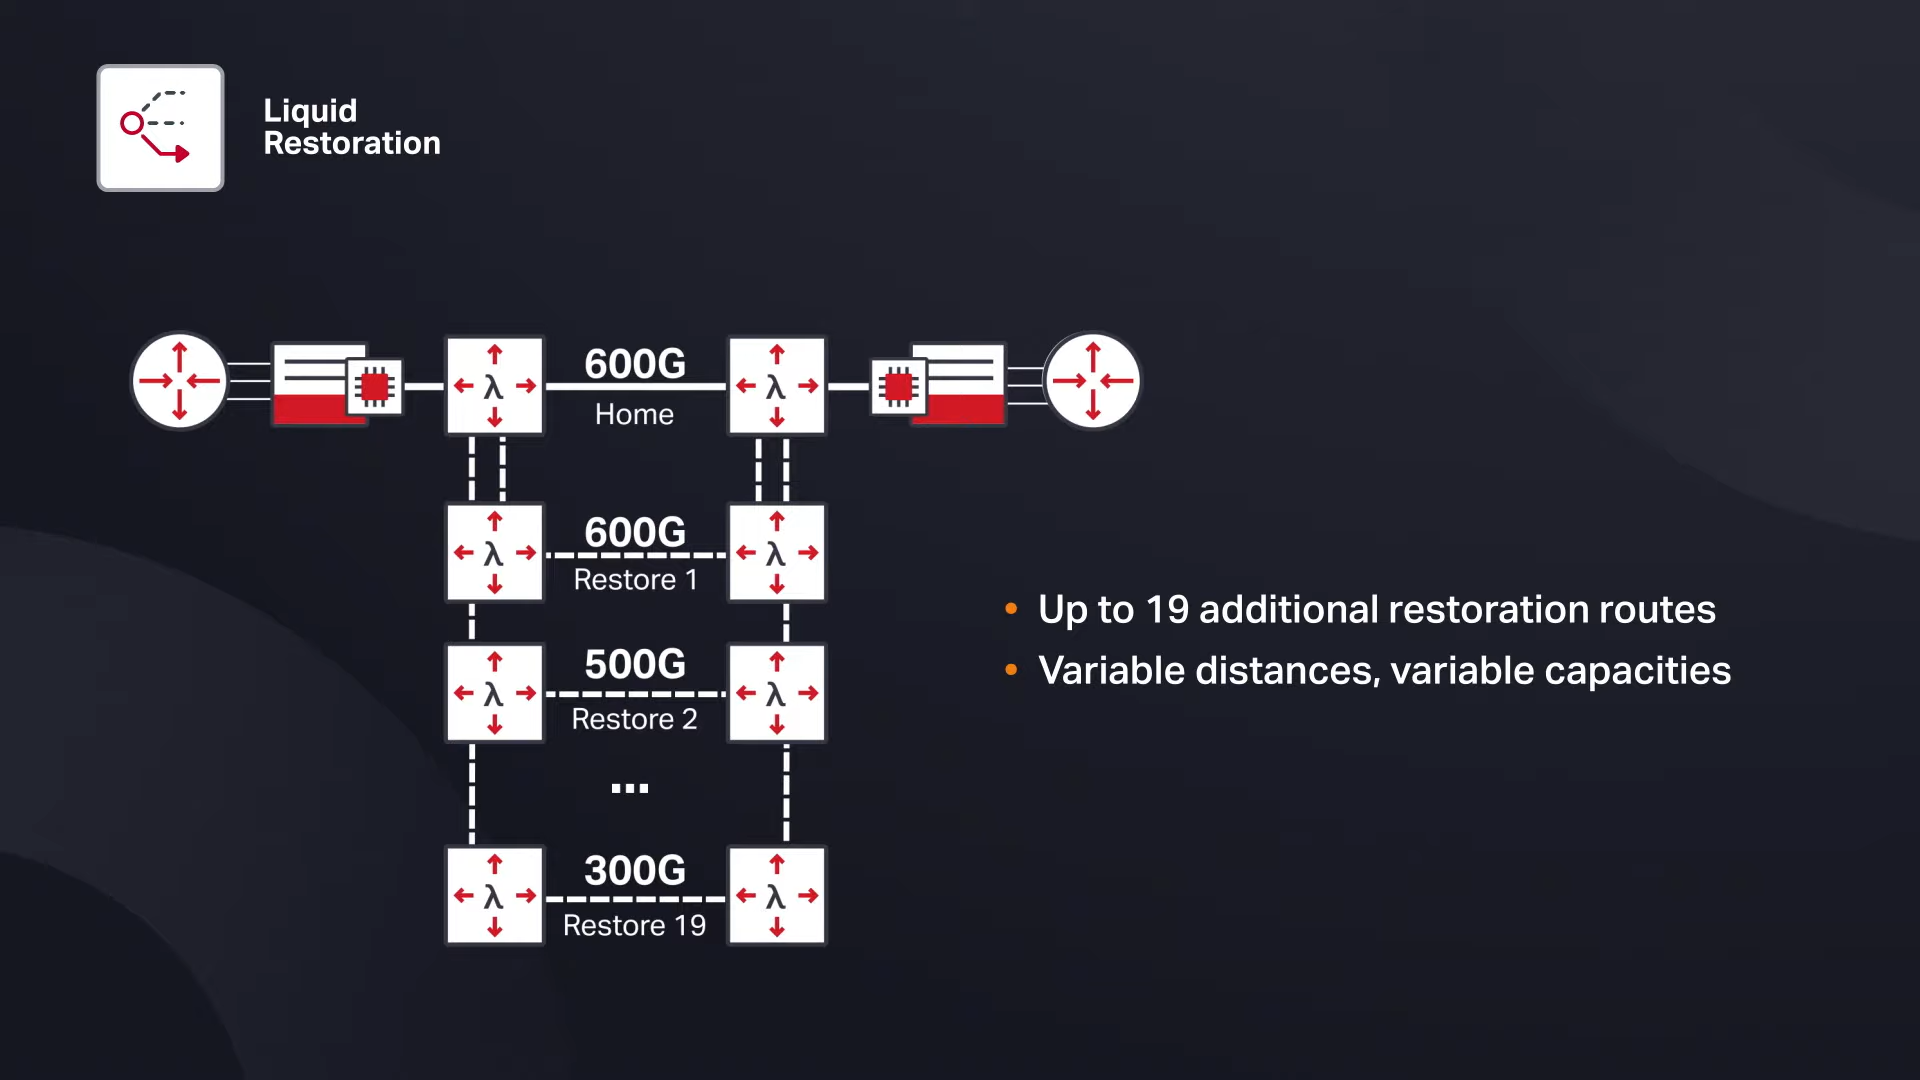 Liquid
Restoration
600G
λ
λ
Home
600G
λ
λ
Restore 1
500G
λ
λ
Restore 2
...
300G
λ
λ
Restore 19
• Up to 19 additional restoration routes
• Variable distances, variable capacities